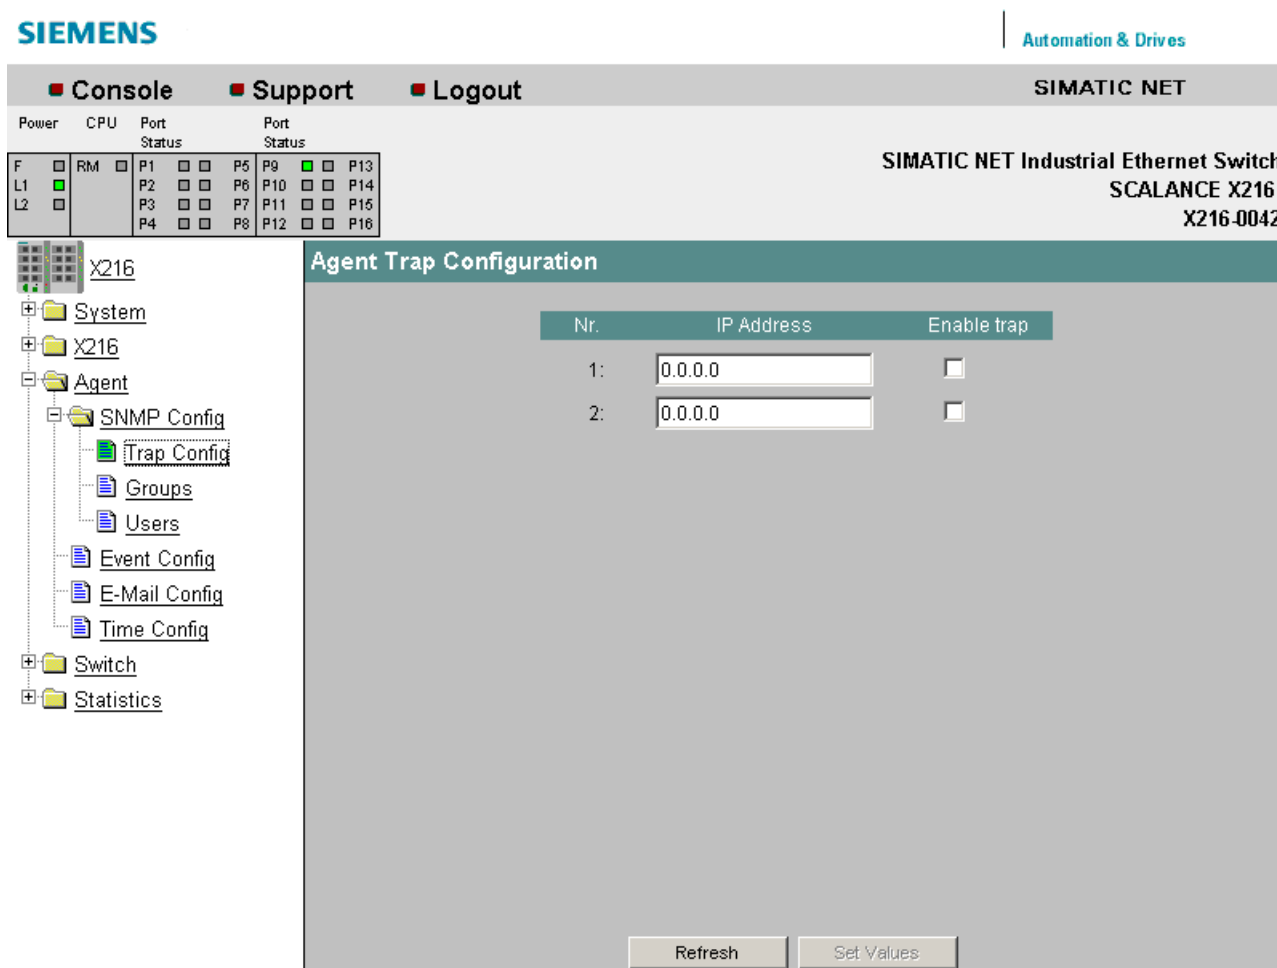 SIEMENS
Automation & Drives
Console Support Logout SIMATIC NET
Power CPU Port Status Port Status
F RM P1 P5 P9 P13
L1 P2 P6 P10 P14
L2 P3 P7 P11 P15
P4 P8 P12 P16
SIMATIC NET Industrial Ethernet Switch
SCALANCE X216
X216-0042
X216
System
X216
Agent
SNMP Config
Trap Config
Groups
Users
Event Config
E-Mail Config
Time Config
Switch
Statistics
Agent Trap Configuration
Nr. IP Address Enable trap
1: 0.0.0.0
2: 0.0.0.0
Refresh Set Values